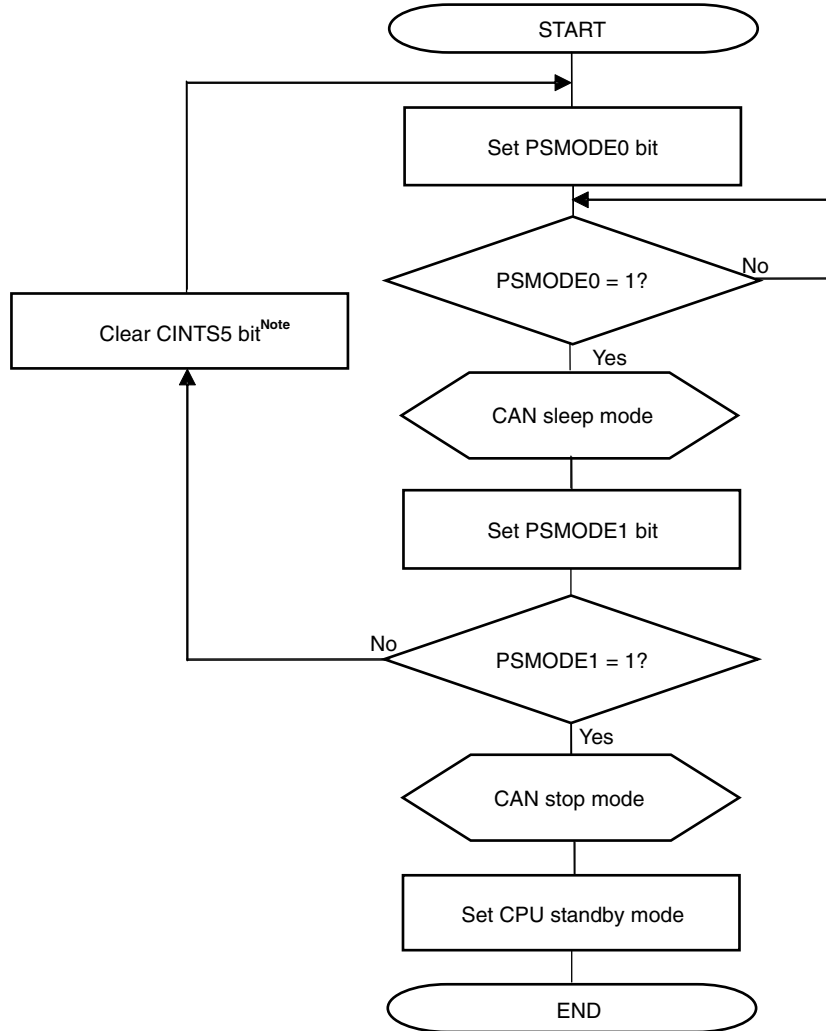 START
Set PSMODE0 bit
PSMODE0 = 1?
No
Clear CINTS5 bitNote
Yes
CAN sleep mode
Set PSMODE1 bit
No
PSMODE1 = 1?
Yes
CAN stop mode
Set CPU standby mode
END